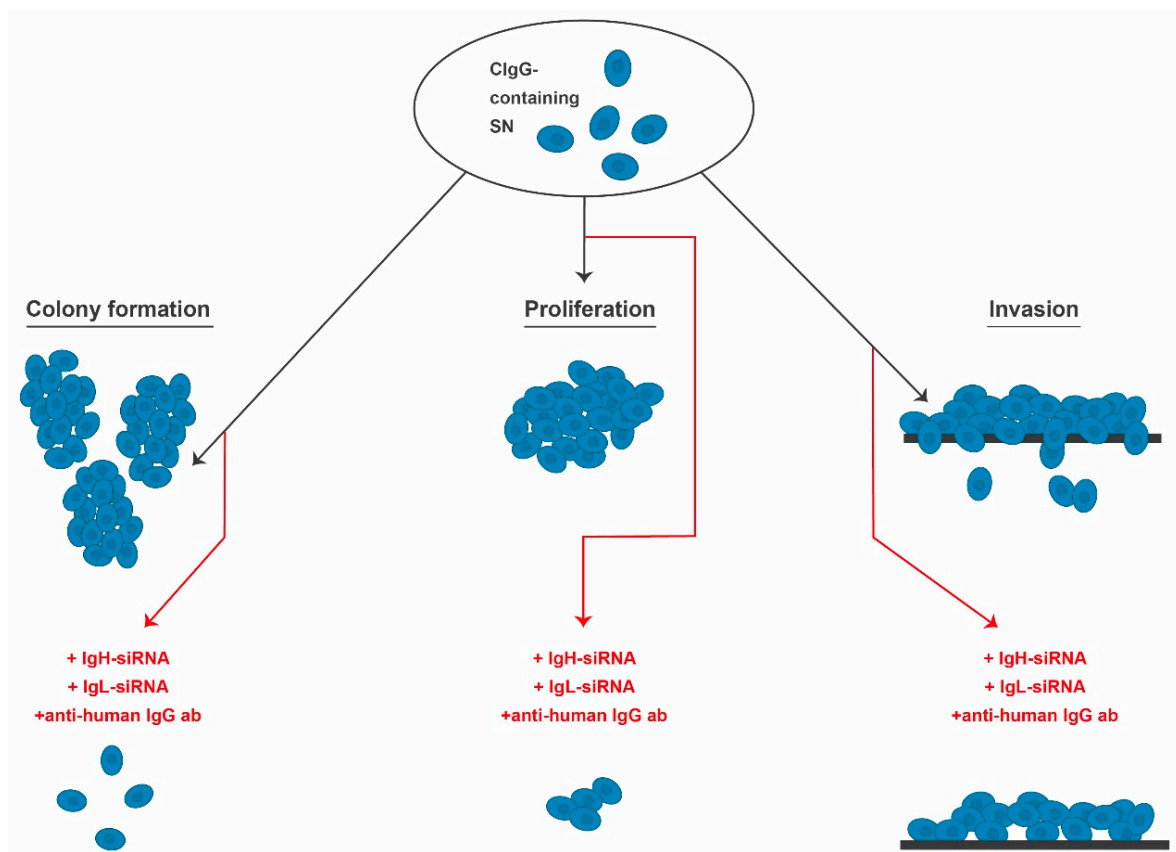 CIgG-
containing
SN
Colony formation
Proliferation
Invasion
+ IgH-siRNA
+ IgL-siRNA
+anti-human IgG ab
+ IgH-siRNA
+ IgL-siRNA
+anti-human IgG ab
+ IgH-siRNA
+ IgL-siRNA
+anti-human IgG ab